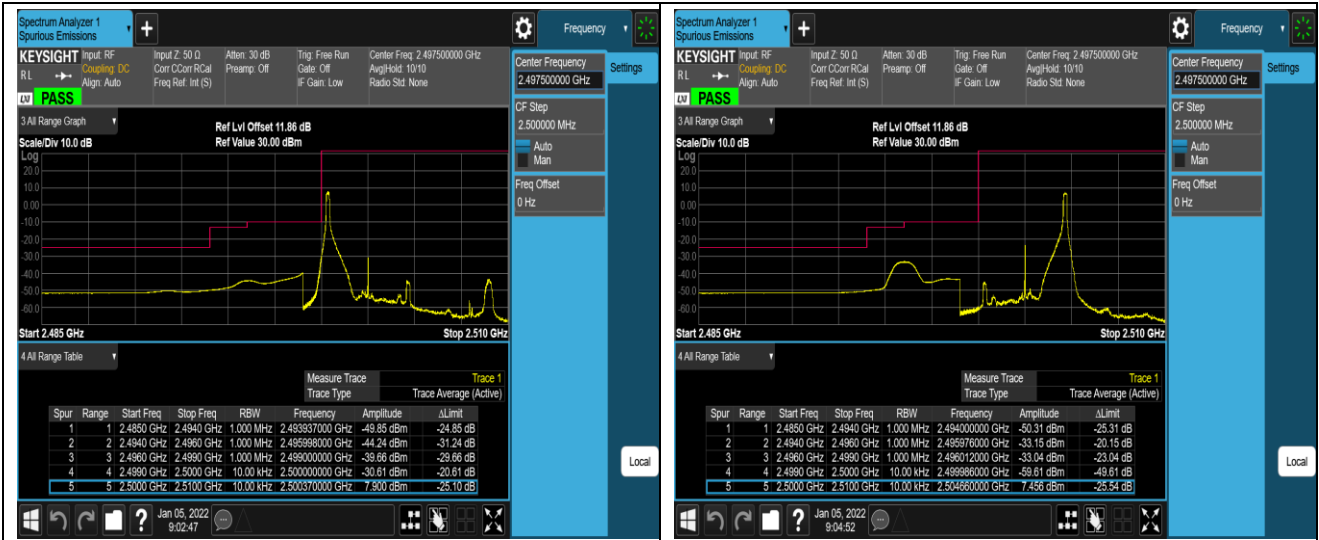 Spectrum Analyzer 1
Spurious Emissions
Frequency
KEYSIGHT Input: RF Input Z: 50 Ω Atten: 30 dB Trig: Free Run Center Freq: 2.497500000 GHz
Coupling: DC Corr CCorr RCal Preamp: Off Gate: Off Avg|Hold: 10/10
RL Align: Auto Freq Ref: Int (S) IF Gain: Low Radio Std: None
LXI PASS
Center Frequency
2.497500000 GHz
Settings
CF Step
2.500000 MHz
Auto
Man
Freq Offset
0 Hz
Local
3 All Range Graph
Ref Lvl Offset 11.86 dB
Scale/Div 10.0 dB Ref Value 30.00 dBm
Log
20.0
10.0
0.00
-10.0
-20.0
-30.0
-40.0
-50.0
-60.0
Start 2.485 GHz Stop 2.510 GHz
4 All Range Table
Measure Trace Trace 1
Trace Type Trace Average (Active)
Spur Range Start Freq Stop Freq RBW Frequency Amplitude ΔLimit
1 1 2.4850 GHz 2.4940 GHz 1.000 MHz 2.493937000 GHz -49.85 dBm -24.85 dB
2 2 2.4940 GHz 2.4960 GHz 1.000 MHz 2.495998000 GHz -44.24 dBm -31.24 dB
3 3 2.4960 GHz 2.4990 GHz 1.000 MHz 2.499000000 GHz -39.66 dBm -29.66 dB
4 4 2.4990 GHz 2.5000 GHz 10.00 kHz 2.500000000 GHz -30.61 dBm -20.61 dB
5 5 2.5000 GHz 2.5100 GHz 10.00 kHz 2.500370000 GHz 7.900 dBm -25.10 dB
?
Jan 05, 2022
9:02:47
Spectrum Analyzer 1
Spurious Emissions
Frequency
KEYSIGHT Input: RF Input Z: 50 Ω Atten: 30 dB Trig: Free Run Center Freq: 2.497500000 GHz
Coupling: DC Corr CCorr RCal Preamp: Off Gate: Off Avg|Hold: 10/10
RL Align: Auto Freq Ref: Int (S) IF Gain: Low Radio Std: None
LXI PASS
Center Frequency
2.497500000 GHz
Settings
CF Step
2.500000 MHz
Auto
Man
Freq Offset
0 Hz
Local
3 All Range Graph
Ref Lvl Offset 11.86 dB
Scale/Div 10.0 dB Ref Value 30.00 dBm
Log
20.0
10.0
0.00
-10.0
-20.0
-30.0
-40.0
-50.0
-60.0
Start 2.485 GHz Stop 2.510 GHz
4 All Range Table
Measure Trace Trace 1
Trace Type Trace Average (Active)
Spur Range Start Freq Stop Freq RBW Frequency Amplitude ΔLimit
1 1 2.4850 GHz 2.4940 GHz 1.000 MHz 2.494000000 GHz -50.31 dBm -25.31 dB
2 2 2.4940 GHz 2.4960 GHz 1.000 MHz 2.495976000 GHz -33.15 dBm -20.15 dB
3 3 2.4960 GHz 2.4990 GHz 1.000 MHz 2.496012000 GHz -33.04 dBm -23.04 dB
4 4 2.4990 GHz 2.5000 GHz 10.00 kHz 2.499986000 GHz -59.61 dBm -49.61 dB
5 5 2.5000 GHz 2.5100 GHz 10.00 kHz 2.504660000 GHz 7.456 dBm -25.54 dB
?
Jan 05, 2022
9:04:52